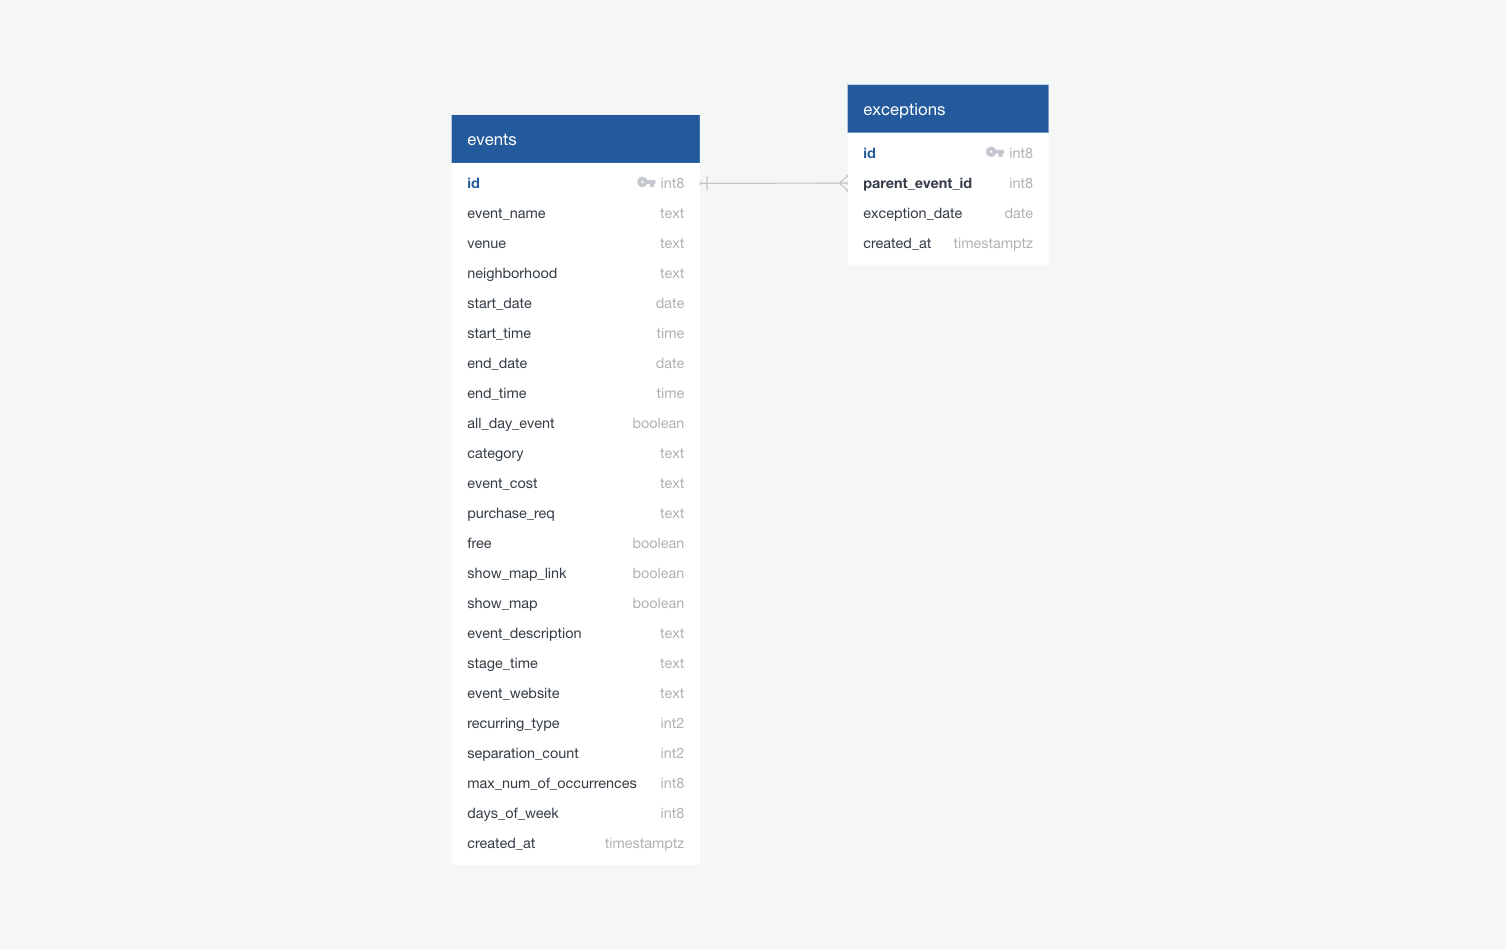 events
id int8
event_name text
venue text
neighborhood text
start_date date
start_time time
end_date date
end_time time
all_day_event boolean
category text
event_cost text
purchase_req text
free boolean
show_map_link boolean
show_map boolean
event_description text
stage_time text
event_website text
recurring_type int2
separation_count int2
max_num_of_occurrences int8
days_of_week int8
created_at timestamptz
exceptions
id int8
parent_event_id int8
exception_date date
created_at timestamptz